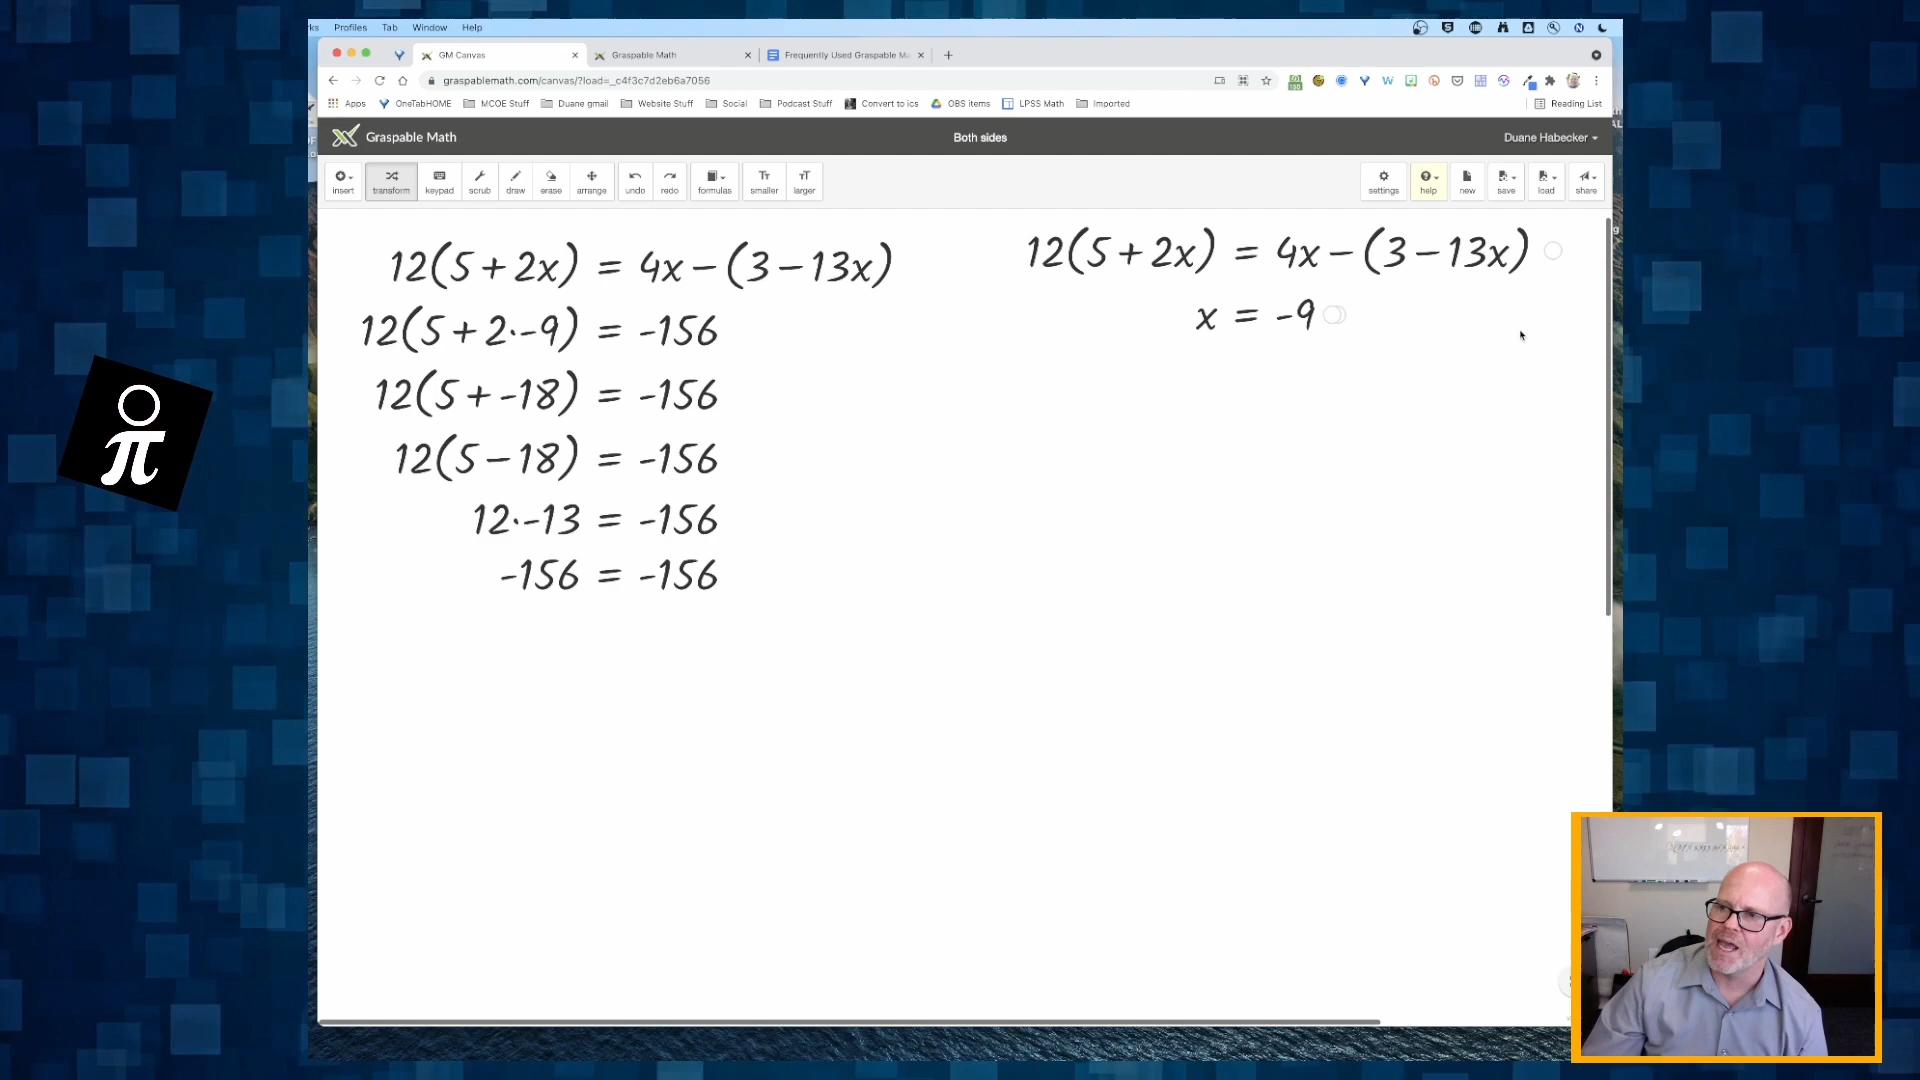 ks Profiles Tab Window Help
GM Canvas
Graspable Math
Frequently Used Graspable Ma
graspablemath.com/canvas/?load=_c4f3c7d2eb6a7056
Apps OneTabHOME MCOE Stuff Duane gmail Website Stuff Social Podcast Stuff Convert to ics OBS items LPSS Math Imported Reading List
Graspable Math
Both sides
Duane Habecker
insert transform keypad scrub draw erase arrange undo redo formulas smaller larger settings help new save load share
12(5+2x) = 4x-(3-13x)
12(5+2·-9) = -156
12(5+-18) = -156
12(5-18) = -156
12·-13 = -156
-156 = -156
12(5+2x) = 4x-(3-13x)
x = -9
π